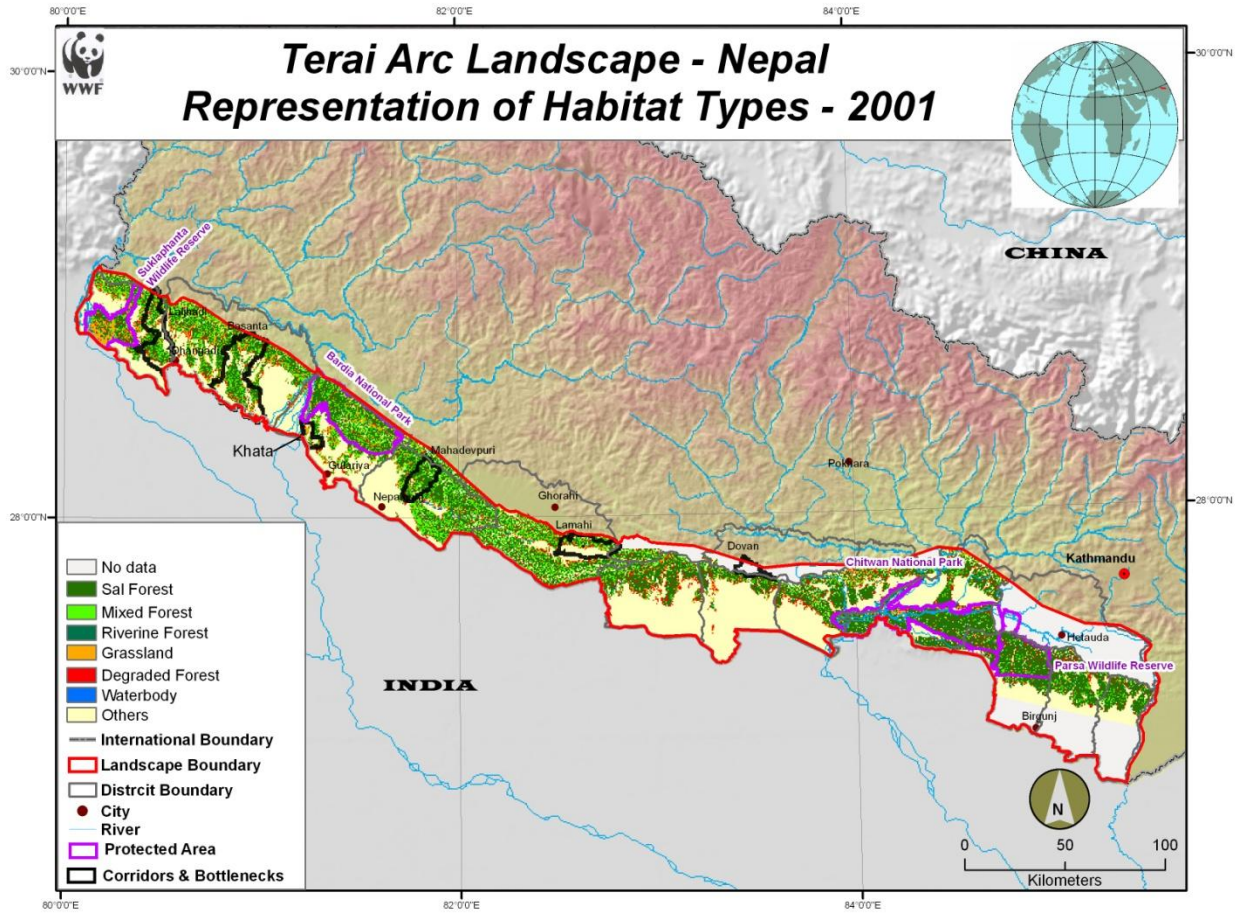 80°0'0"E
82°0'0"E
84°0'0"E
30°0'0"N
30°0'0"N
WWF
Terai Arc Landscape - Nepal
Representation of Habitat Types - 2001
CHINA
Suklaphanta
Wildlife Reserve
Laljhadi
Basanta
Dhangadi
Bardia National Park
Khata
Mahadevpuri
Gulariya
Ghorahi
Pokhara
28°0'0"N
28°0'0"N
Lamahi
Dovan
Kathmandu
Chitwan National Park
Hetauda
Parsa Wildlife Reserve
INDIA
Birgunj
No data
Sal Forest
Mixed Forest
Riverine Forest
Grassland
Degraded Forest
Waterbody
Others
International Boundary
Landscape Boundary
Distrcit Boundary
City
River
Protected Area
Corridors & Bottlenecks
N
0 50 100
Kilometers
80°0'0"E
82°0'0"E
84°0'0"E